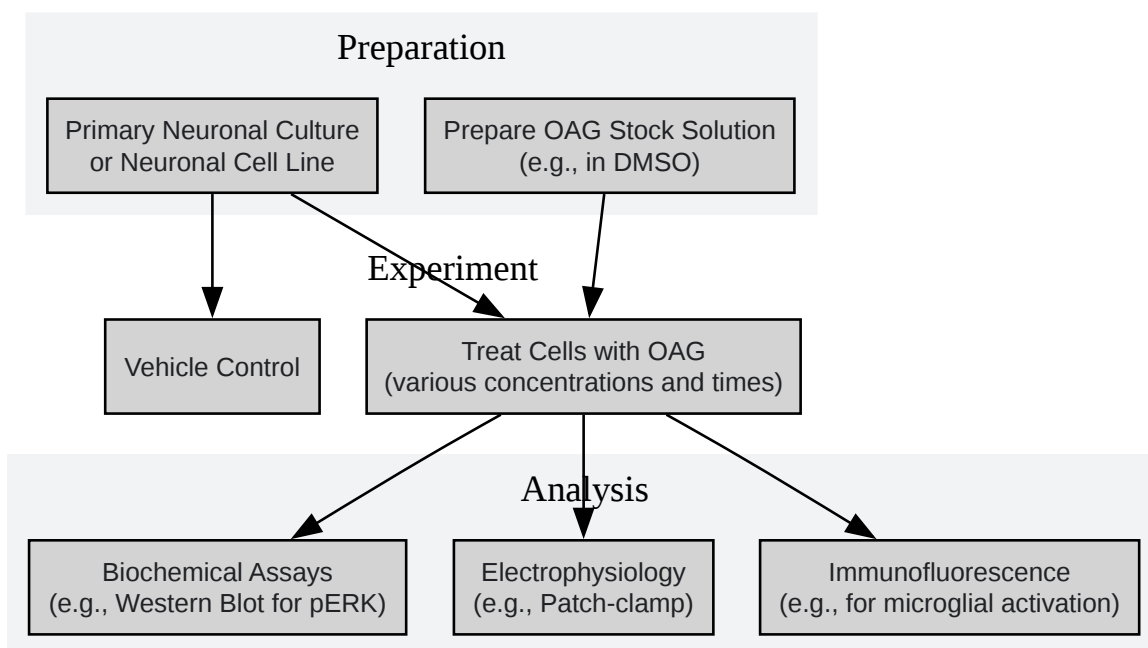 Preparation
Primary Neuronal Culture
or Neuronal Cell Line
Prepare OAG Stock Solution
(e.g., in DMSO)
Experiment
Vehicle Control
Treat Cells with OAG
(various concentrations and times)
Analysis
Biochemical Assays
(e.g., Western Blot for pERK)
Electrophysiology
(e.g., Patch-clamp)
Immunofluorescence
(e.g., for microglial activation)